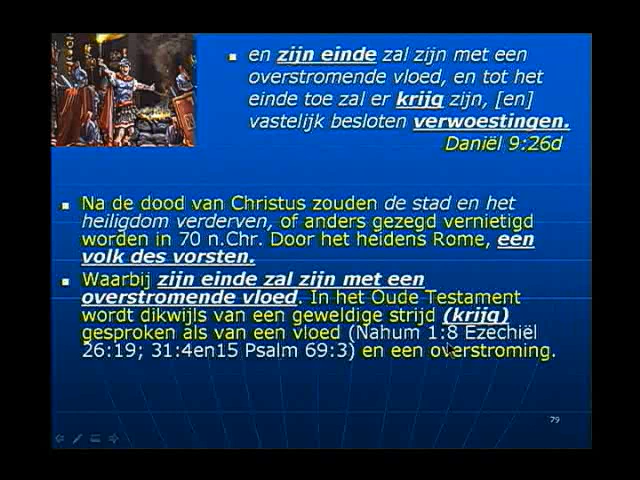 en zijn einde zal zijn met een
overstromende vloed, en tot het
einde toe zal er krijg zijn, [en]
vastelijk besloten verwoestingen.
Daniël 9:26d
Na de dood van Christus zouden de stad en het
heiligdom verderven, of anders gezegd vernietigd
worden in 70 n.Chr. Door het heidens Rome, een
volk des vorsten.
Waarbij zijn einde zal zijn met een
overstromende vloed. In het Oude Testament
wordt dikwijls van een geweldige strijd (krijg)
gesproken als van een vloed (Nahum 1:8 Ezechiël
26:19; 31:4en15 Psalm 69:3) en een overstroming.
79